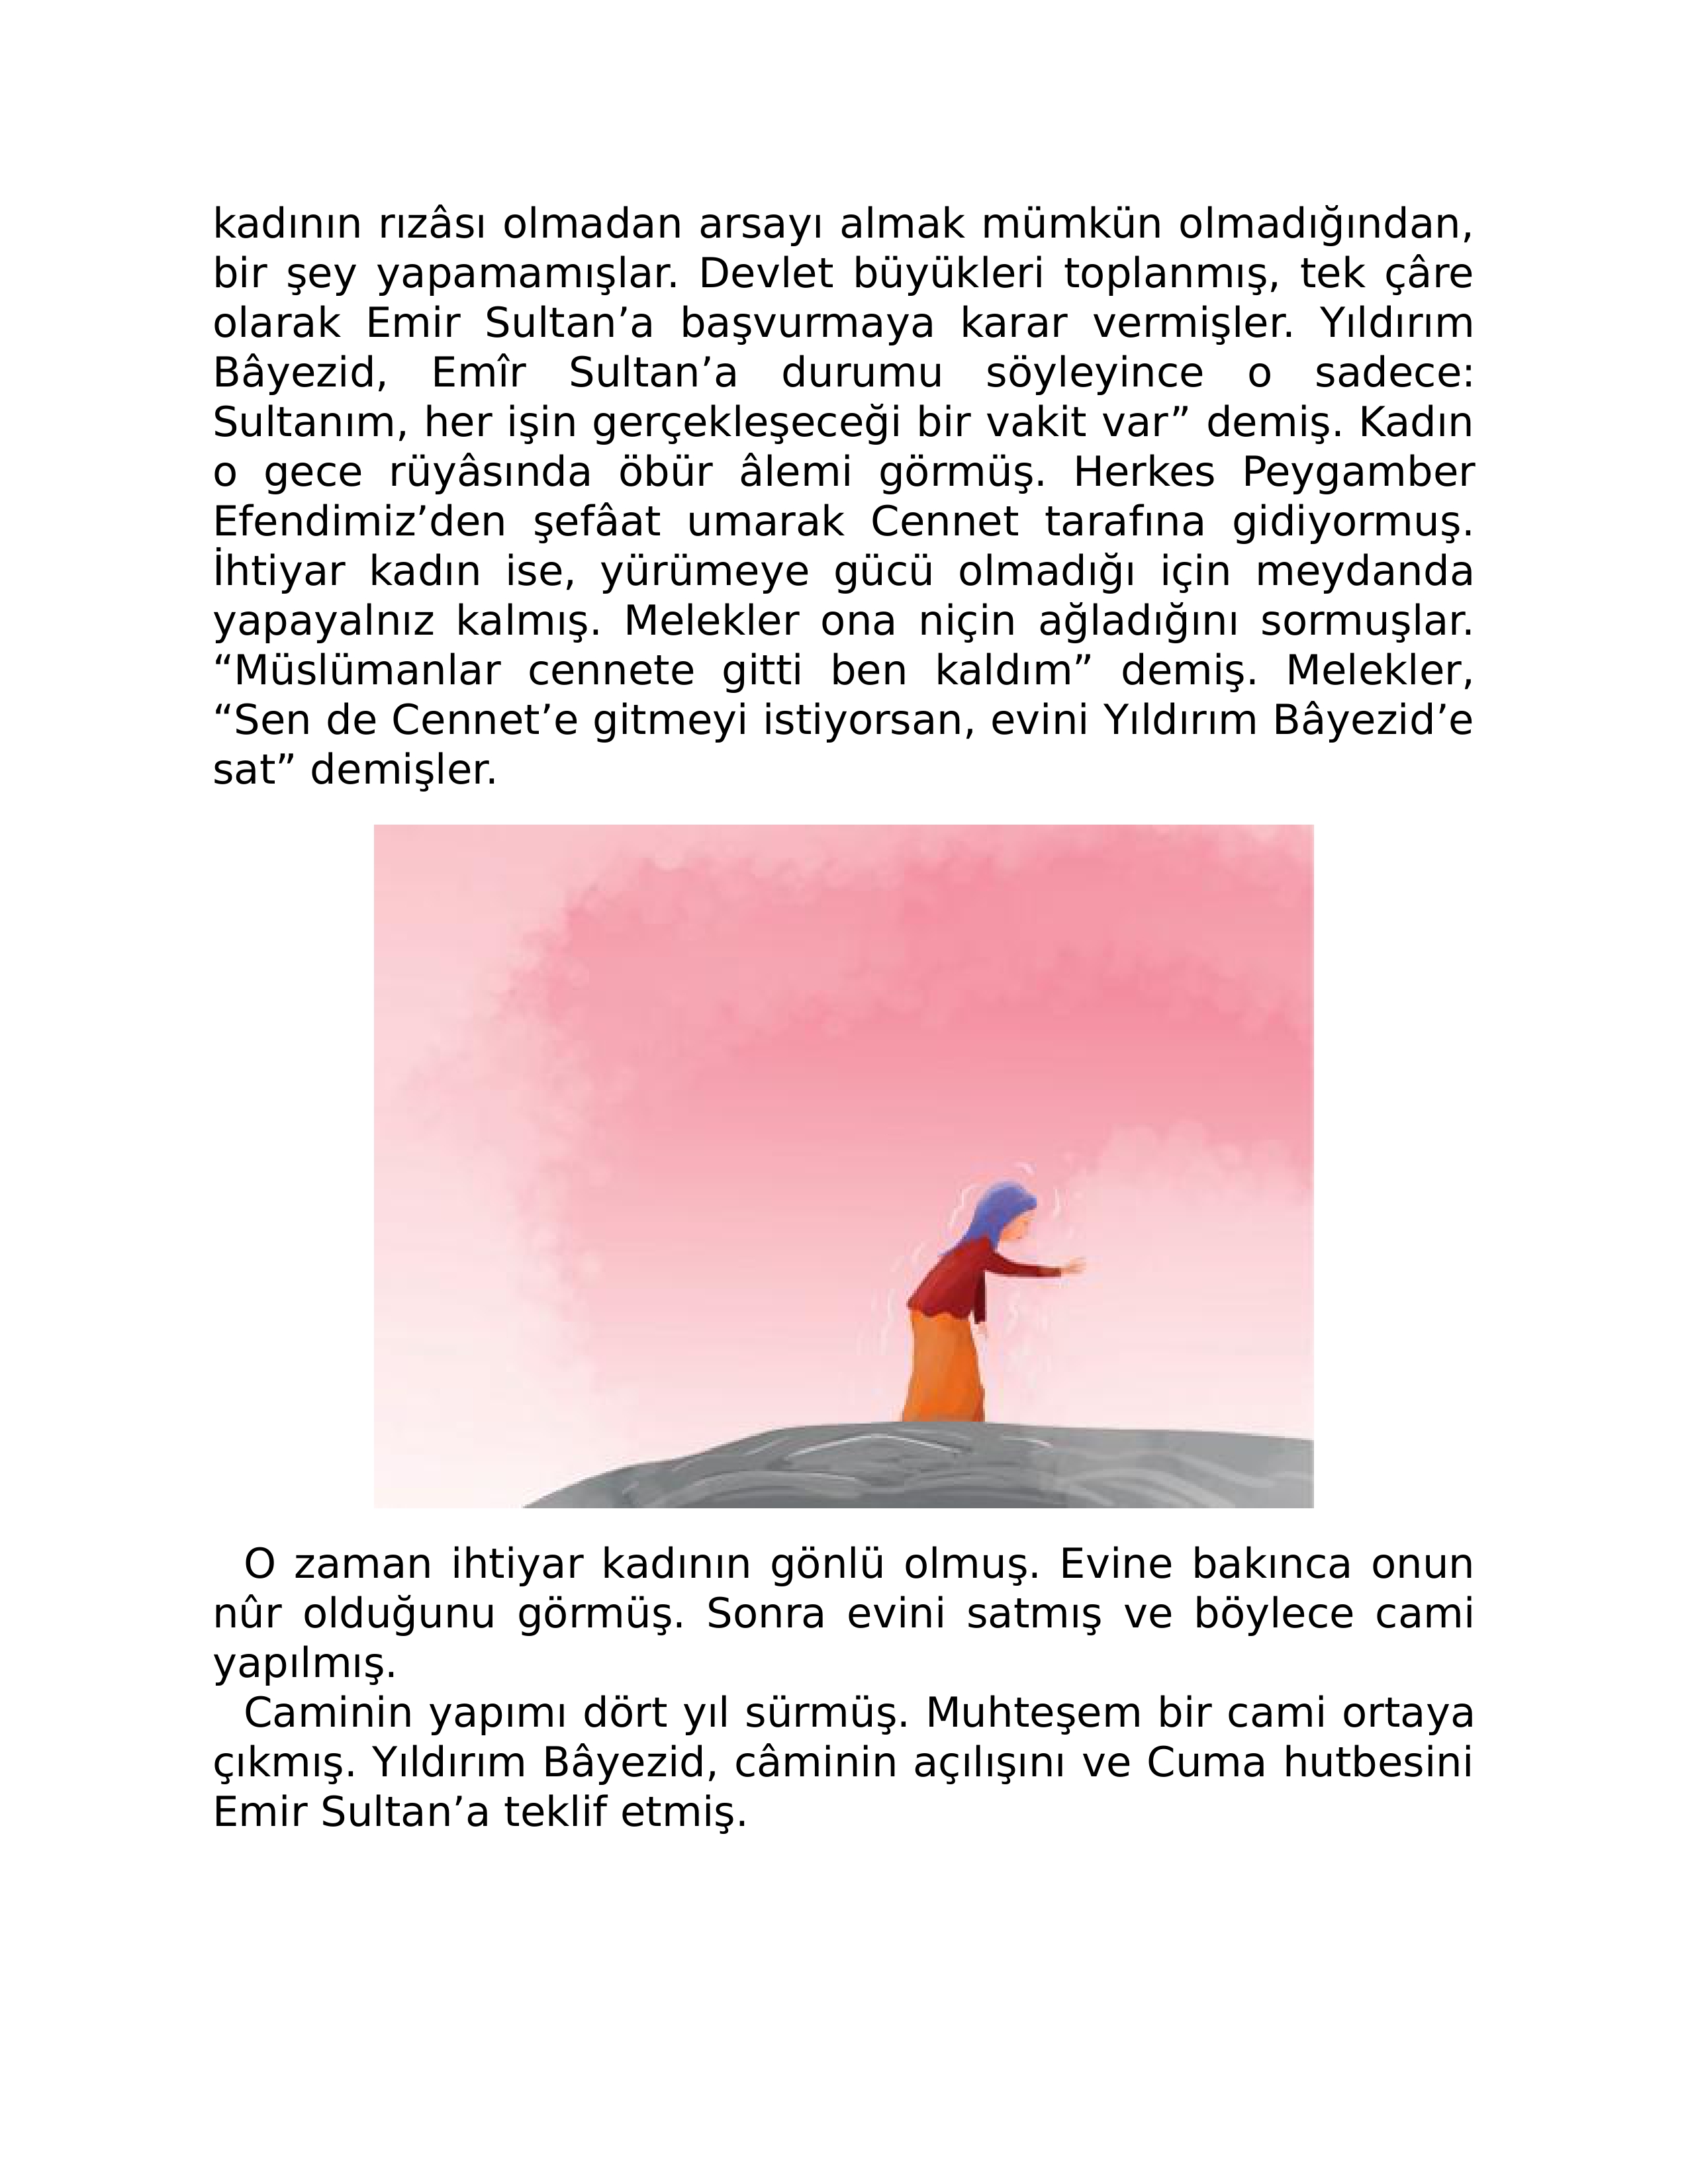 kadının rızâsı olmadan arsayı almak mümkün olmadığından,
bir şey yapamamışlar. Devlet büyükleri toplanmış, tek çâre
olarak Emir Sultan’a başvurmaya karar vermişler. Yıldırım
Bâyezid, Emîr Sultan’a durumu söyleyince o sadece:
Sultanım, her işin gerçekleşeceği bir vakit var” demiş. Kadın
o gece rüyâsında öbür âlemi görmüş. Herkes Peygamber
Efendimiz’den şefâat umarak Cennet tarafına gidiyormuş.
İhtiyar kadın ise, yürümeye gücü olmadığı için meydanda
yapayalnız kalmış. Melekler ona niçin ağladığını sormuşlar.
“Müslümanlar cennete gitti ben kaldım” demiş. Melekler,
“Sen de Cennet’e gitmeyi istiyorsan, evini Yıldırım Bâyezid’e
sat” demişler.
O zaman ihtiyar kadının gönlü olmuş. Evine bakınca onun
nûr olduğunu görmüş. Sonra evini satmış ve böylece cami
yapılmış.
Caminin yapımı dört yıl sürmüş. Muhteşem bir cami ortaya
çıkmış. Yıldırım Bâyezid, câminin açılışını ve Cuma hutbesini
Emir Sultan’a teklif etmiş.